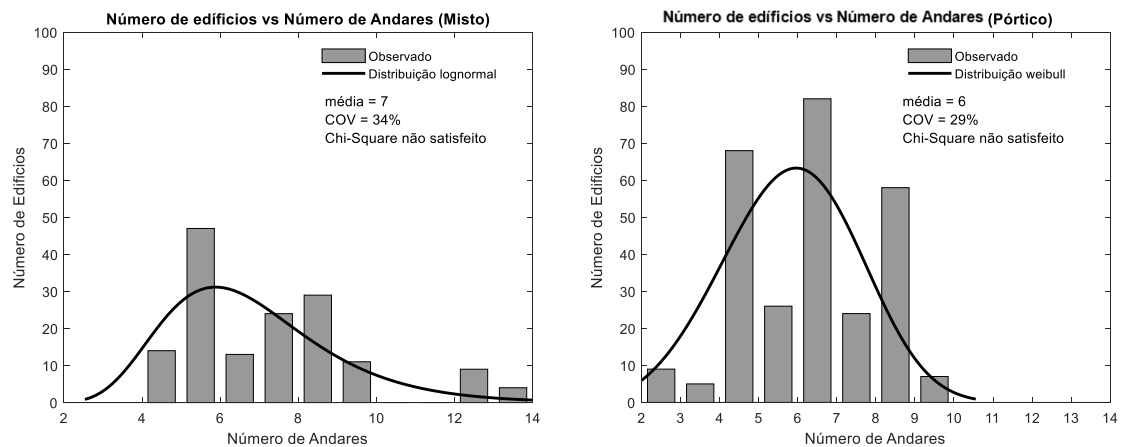 Número de edíficios vs Número de Andares (Misto)
100
90
80
70
60
50
40
30
20
10
0
Número de Edificios
Observado
Distribuição lognormal
média = 7
COV = 34%
Chi-Square não satisfeito
2 4 6 8 10 12 14
Número de Andares
Número de edíficios vs Número de Andares (Pórtico)
100
90
80
70
60
50
40
30
20
10
0
Número de Edificios
Observado
Distribuição weibull
média = 6
COV = 29%
Chi-Square não satisfeito
2 3 4 5 6 7 8 9 10 11 12 13 14
Número de Andares